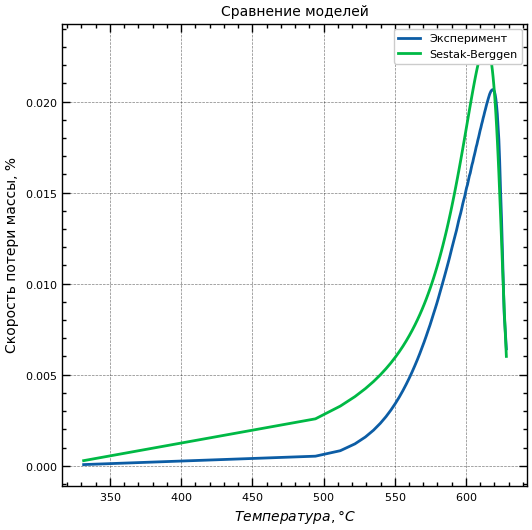 Сравнение моделей
Эксперимент
Sestak-Berggen
Скорость потери массы, %
0.020
0.015
0.010
0.005
0.000
350 400 450 500 550 600
Температура, °C